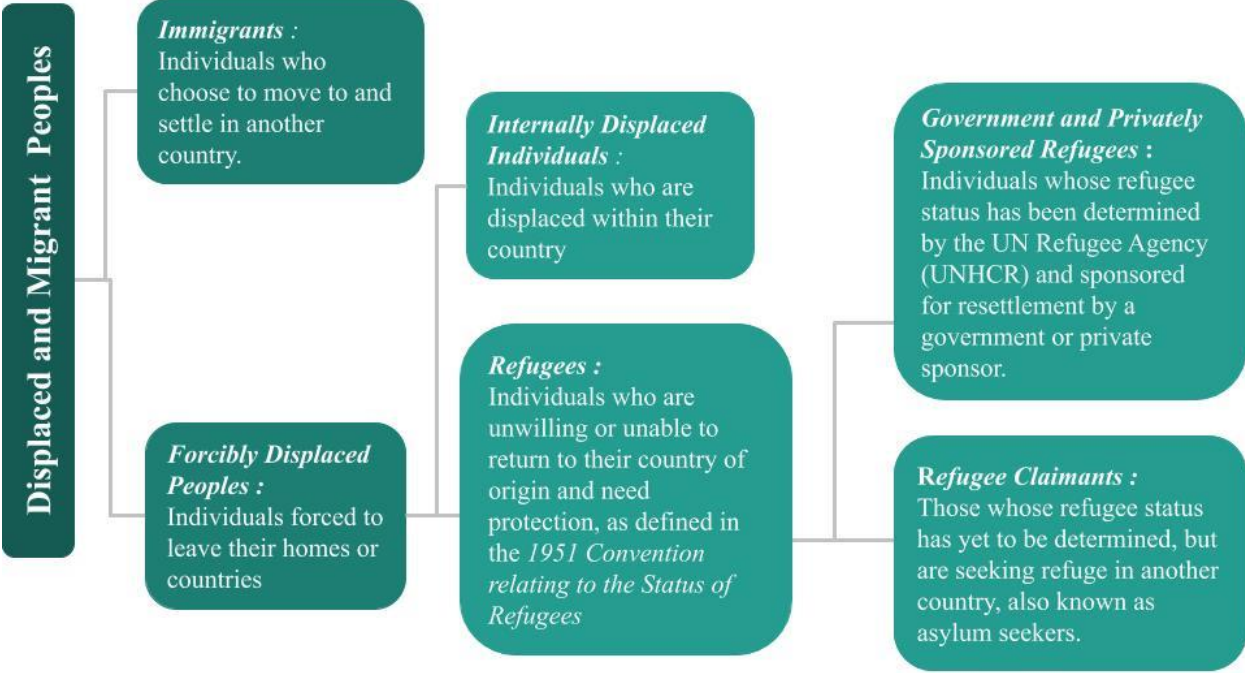 Displaced and Migrant Peoples
Immigrants :
Individuals who
choose to move to and
settle in another
country.
Forcibly Displaced
Peoples :
Individuals forced to
leave their homes or
countries
Internally Displaced
Individuals :
Individuals who are
displaced within their
country
Refugees :
Individuals who are
unwilling or unable to
return to their country of
origin and need
protection, as defined in
the 1951 Convention
relating to the Status of
Refugees
Government and Privately
Sponsored Refugees :
Individuals whose refugee
status has been determined
by the UN Refugee Agency
(UNHCR) and sponsored
for resettlement by a
government or private
sponsor.
Refugee Claimants :
Those whose refugee status
has yet to be determined, but
are seeking refuge in another
country, also known as
asylum seekers.